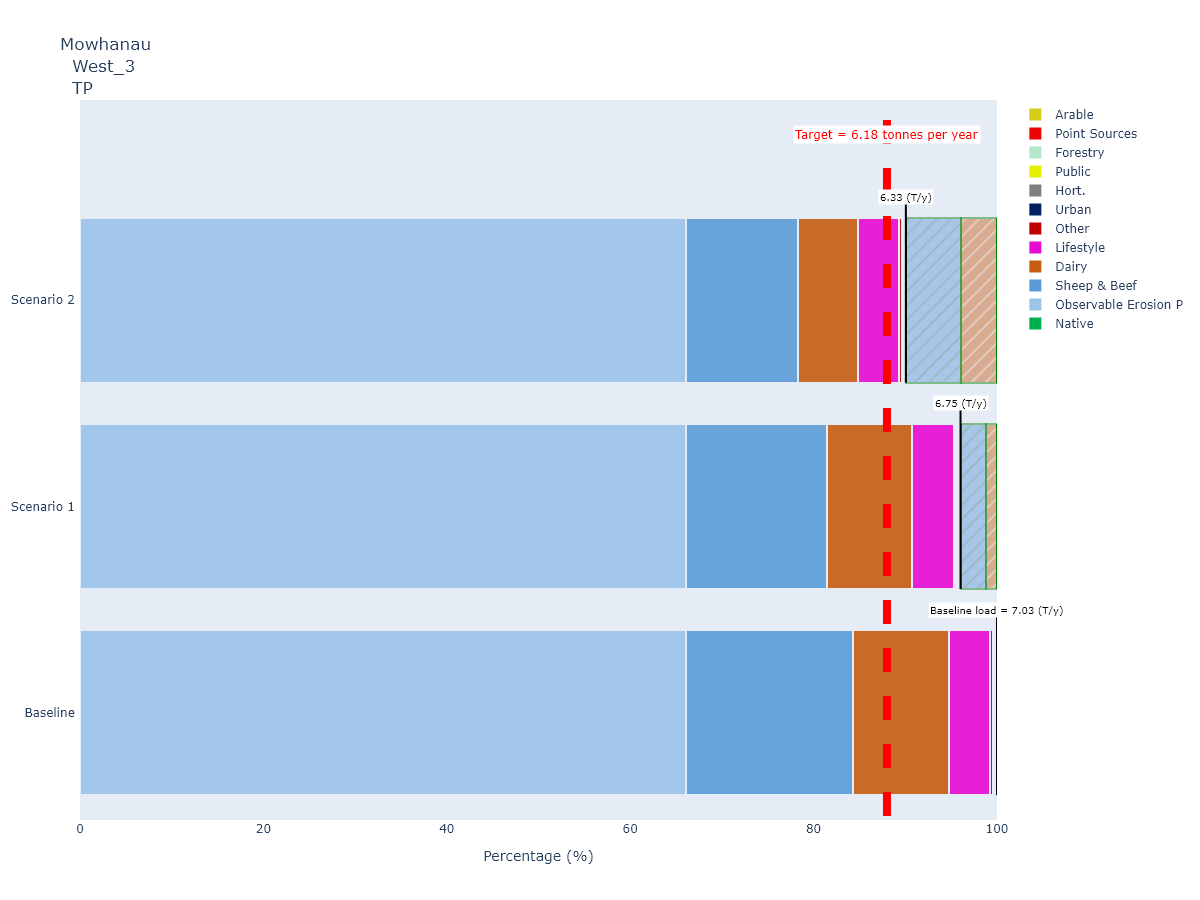 Mowhanau
West_3
TP
Target = 6.18 tonnes per year
6.33 (T/y)
Scenario 2
6.75 (T/y)
Scenario 1
Baseline load = 7.03 (T/y)
Baseline
0 20 40 60 80 100
Percentage (%)
Arable
Point Sources
Forestry
Public
Hort.
Urban
Other
Lifestyle
Dairy
Sheep & Beef
Observable Erosion P
Native